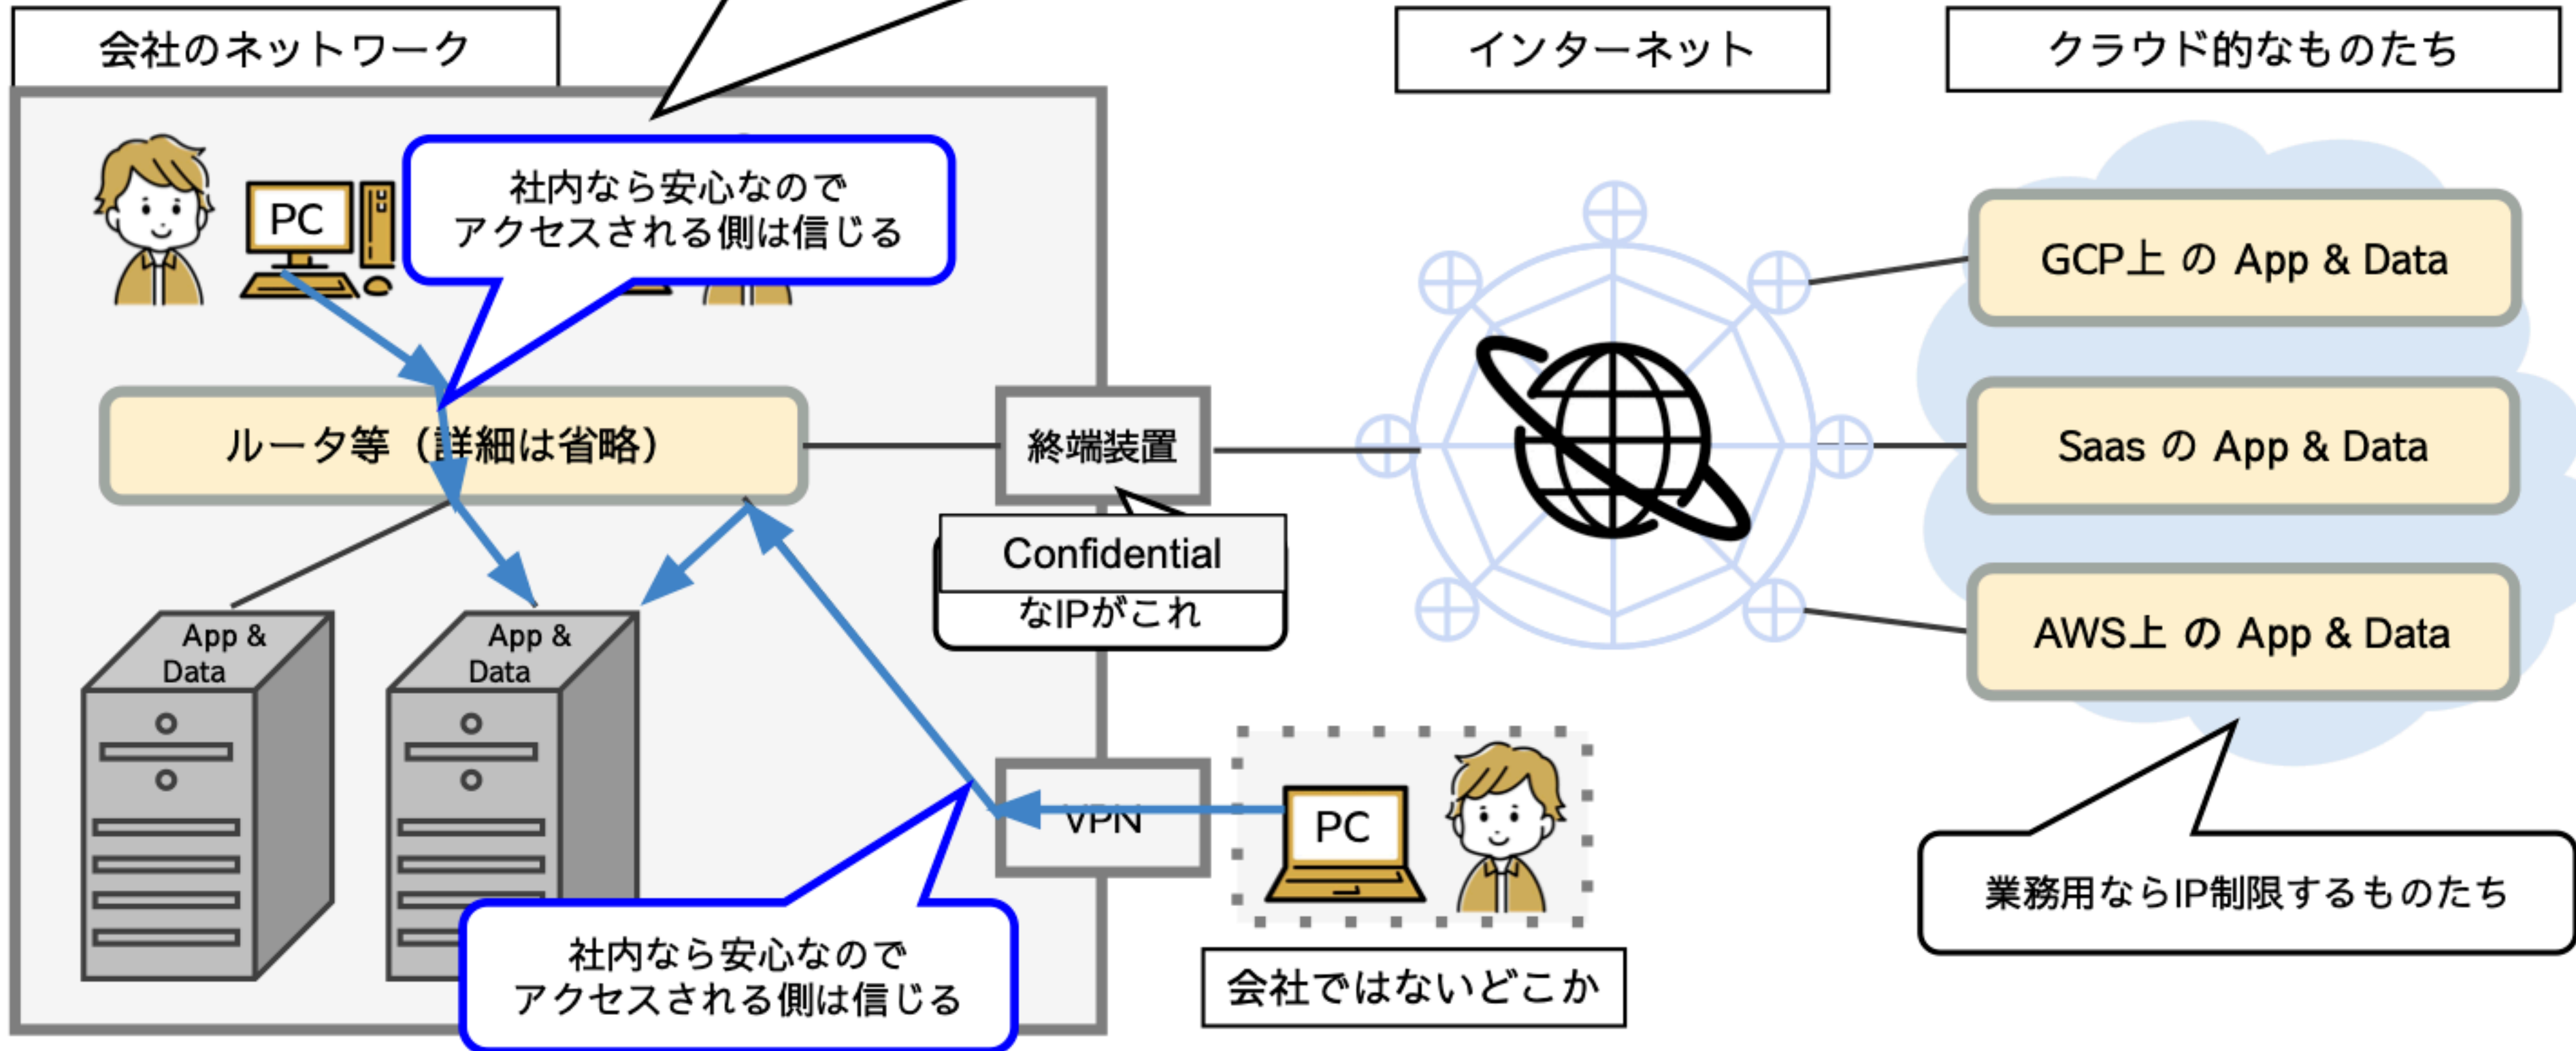 会社のネットワーク
インターネット
クラウド的なものたち
社内なら安心なので
アクセスされる側は信じる
PC
GCP上 の App & Data
ルータ等（詳細は省略）
終端装置
Saas の App & Data
Confidential
なIPがこれ
AWS上 の App & Data
App &
Data
App &
Data
VPN
PC
業務用ならIP制限するものたち
社内なら安心なので
アクセスされる側は信じる
会社ではないどこか